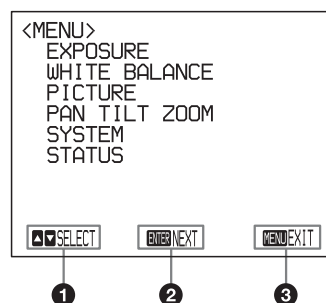 <MENU>
EXPOSURE
WHITE BALANCE
PICTURE
PAN TILT ZOOM
SYSTEM
STATUS
▲▼SELECT ENTER NEXT MENU EXIT
1 2 3